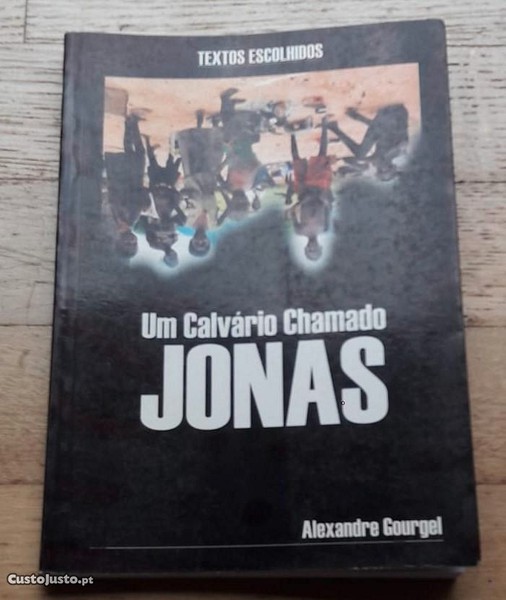 TEXTOS ESCOLHIDOS
Um Calvário Chamado
JONAS
Alexandre Gourgel
CustoJusto.pt